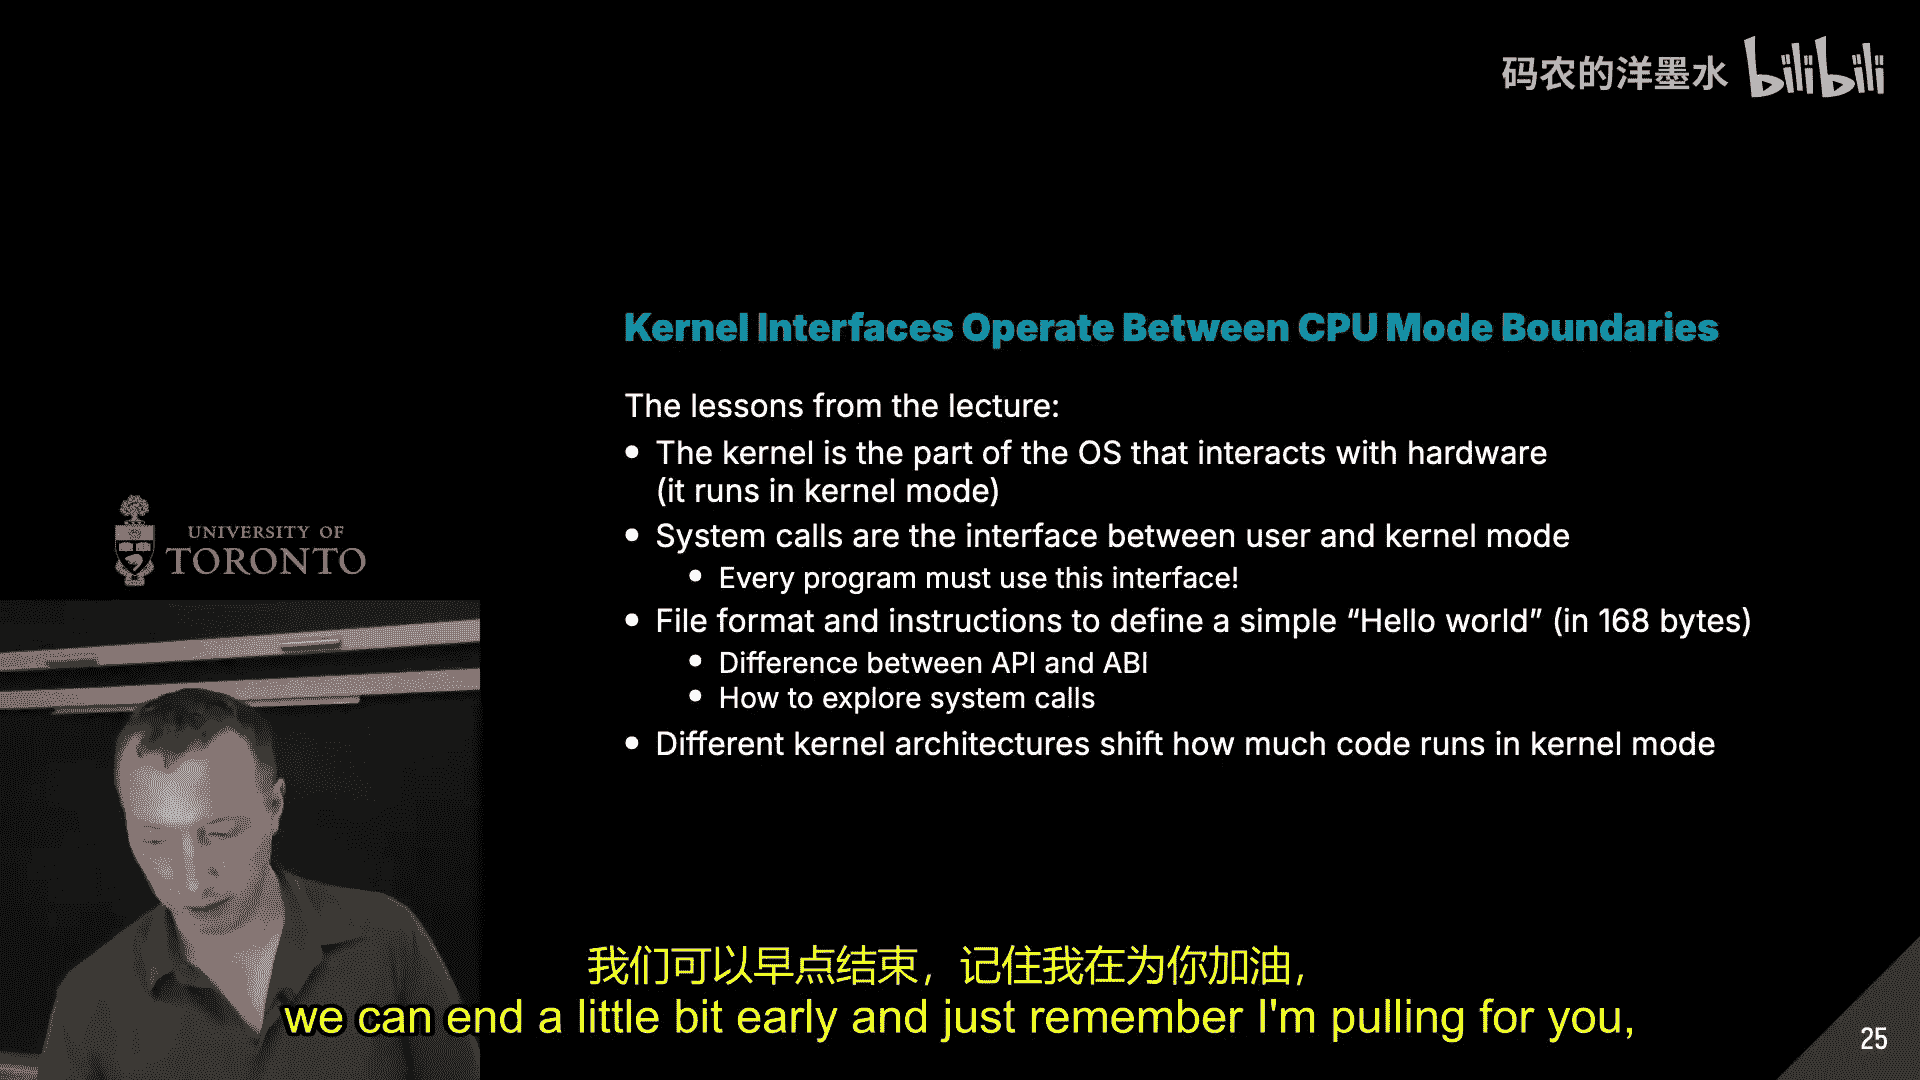 码农的洋墨水 bilibili
Kernel Interfaces Operate Between CPU Mode Boundaries
The lessons from the lecture:
• The kernel is the part of the OS that interacts with hardware
(it runs in kernel mode)
• System calls are the interface between user and kernel mode
• Every program must use this interface!
• File format and instructions to define a simple “Hello world” (in 168 bytes)
• Difference between API and ABI
• How to explore system calls
• Different kernel architectures shift how much code runs in kernel mode
UNIVERSITY OF
TORONTO
我们可以早点结束，记住我在为你加油，
we can end a little bit early and just remember I'm pulling for you,
25